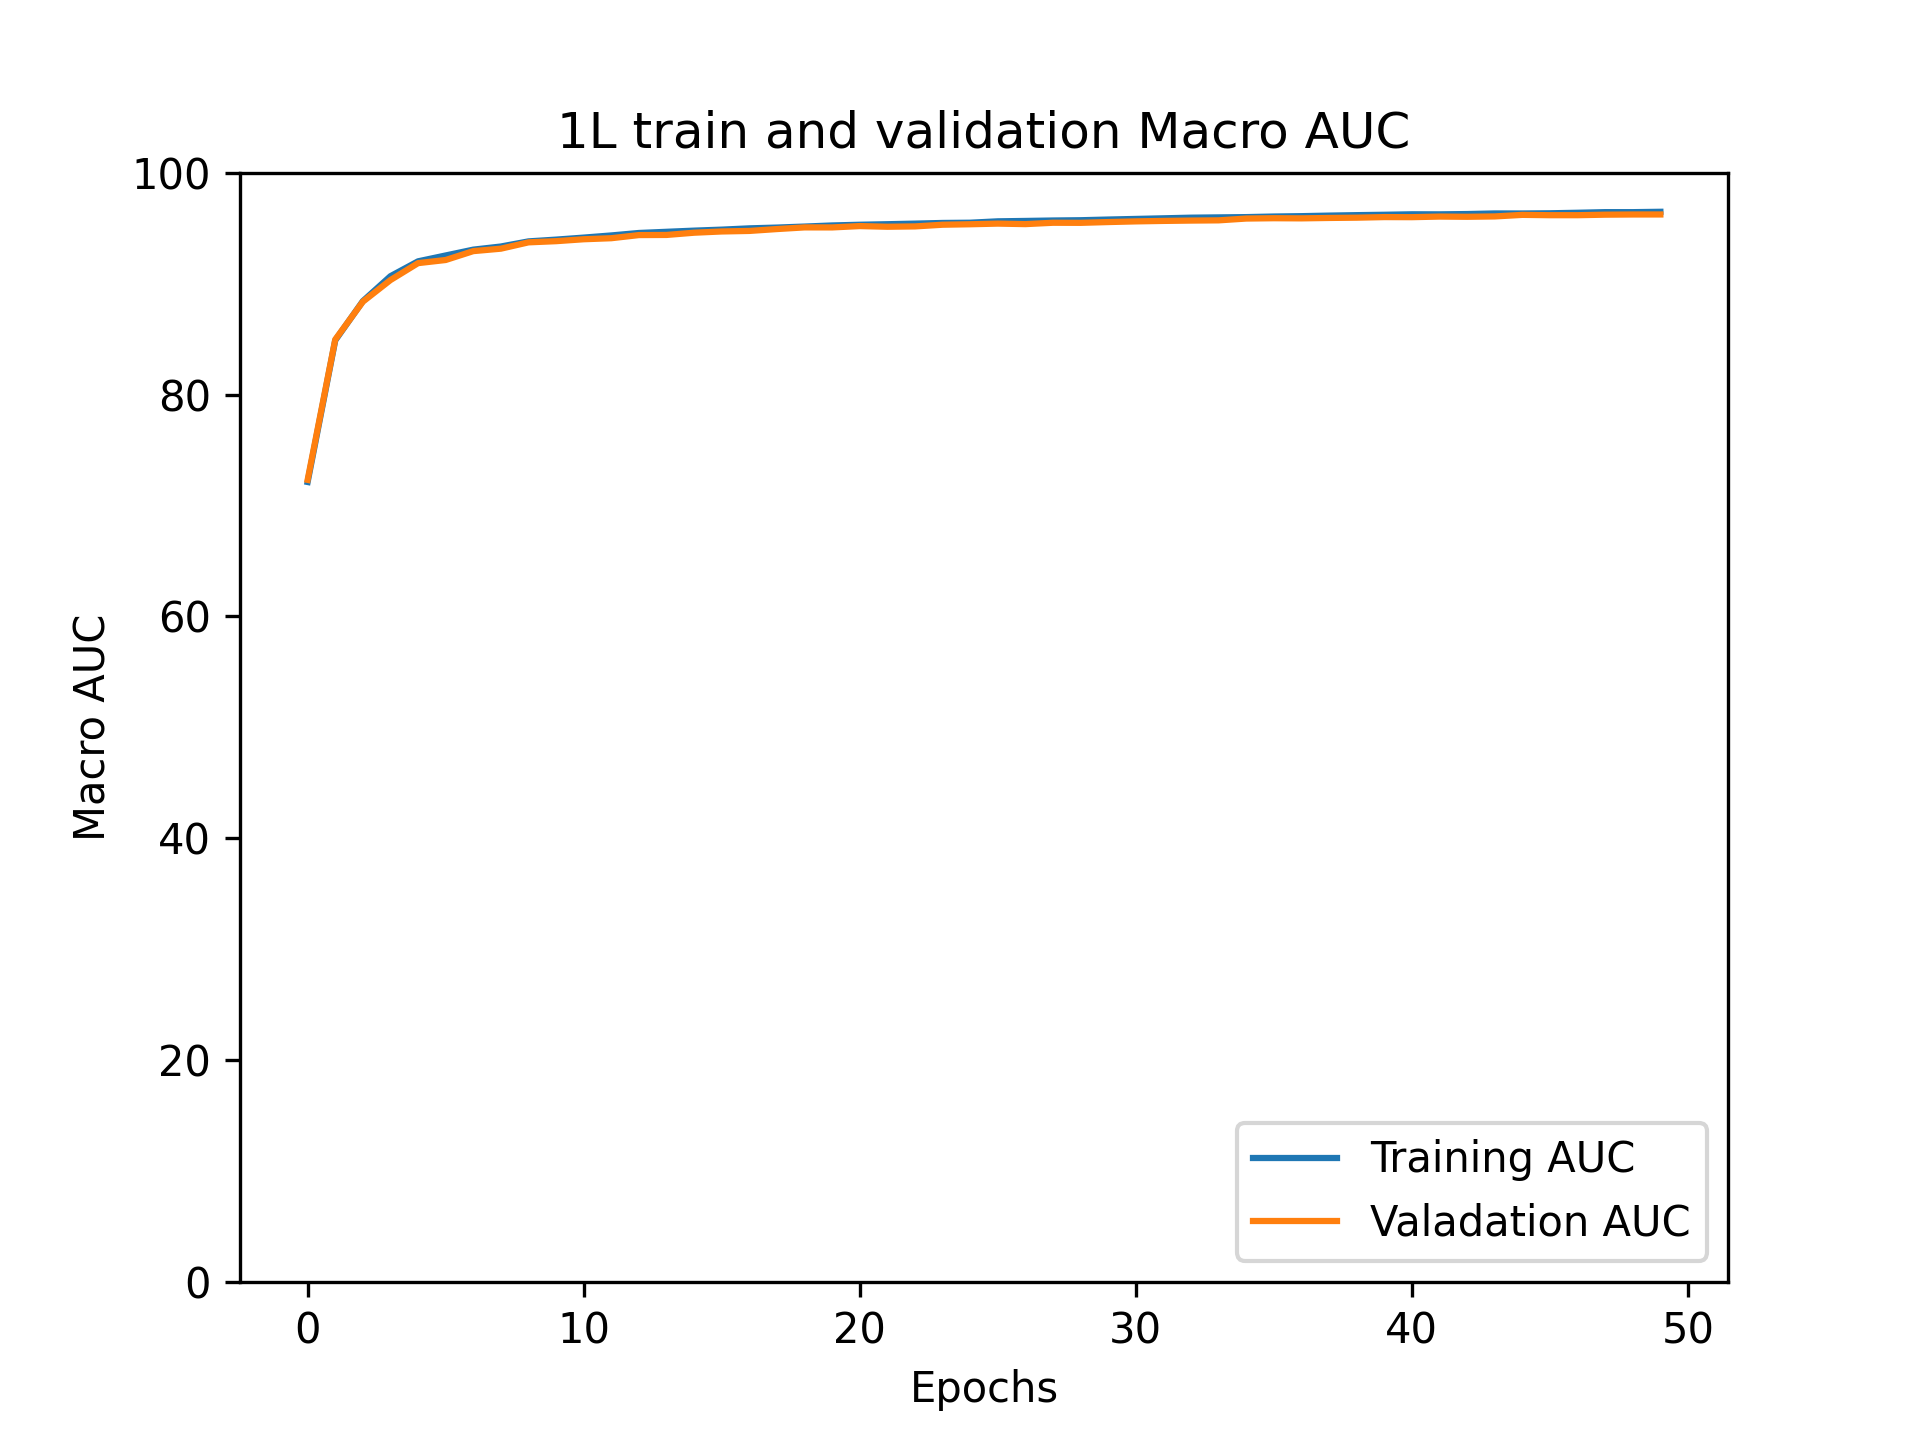 1L train and validation Macro AUC
100
80
60
40
20
0
Macro AUC
0 10 20 30 40 50
Epochs
Training AUC
Valadation AUC